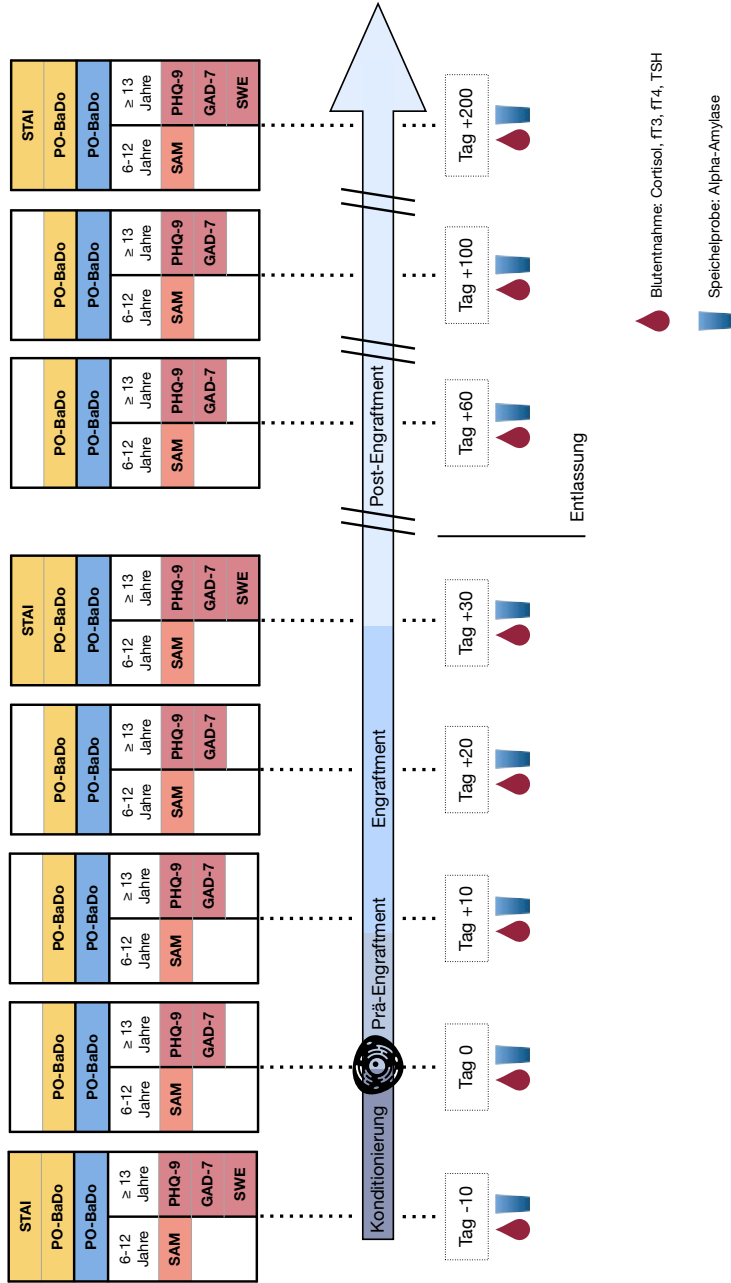 STAI
PO-BaDo
PO-BaDo
6-12 Jahre
≥ 13 Jahre
SAM
PHQ-9
GAD-7
SWE
PO-BaDo
PO-BaDo
6-12 Jahre
≥ 13 Jahre
SAM
PHQ-9
GAD-7
PO-BaDo
PO-BaDo
6-12 Jahre
≥ 13 Jahre
SAM
PHQ-9
GAD-7
PO-BaDo
PO-BaDo
6-12 Jahre
≥ 13 Jahre
SAM
PHQ-9
GAD-7
STAI
PO-BaDo
PO-BaDo
6-12 Jahre
≥ 13 Jahre
SAM
PHQ-9
GAD-7
SWE
PO-BaDo
PO-BaDo
6-12 Jahre
≥ 13 Jahre
SAM
PHQ-9
GAD-7
PO-BaDo
PO-BaDo
6-12 Jahre
≥ 13 Jahre
SAM
PHQ-9
GAD-7
STAI
PO-BaDo
PO-BaDo
6-12 Jahre
≥ 13 Jahre
SAM
PHQ-9
GAD-7
SWE
Konditionierung
Prä-Engraftment
Engraftment
Post-Engraftment
Tag -10
Tag 0
Tag +10
Tag +20
Tag +30
Tag +60
Tag +100
Tag +200
Entlassung
Blutentnahme: Cortisol, fT3, fT4, TSH
Speichelprobe: Alpha-Amylase